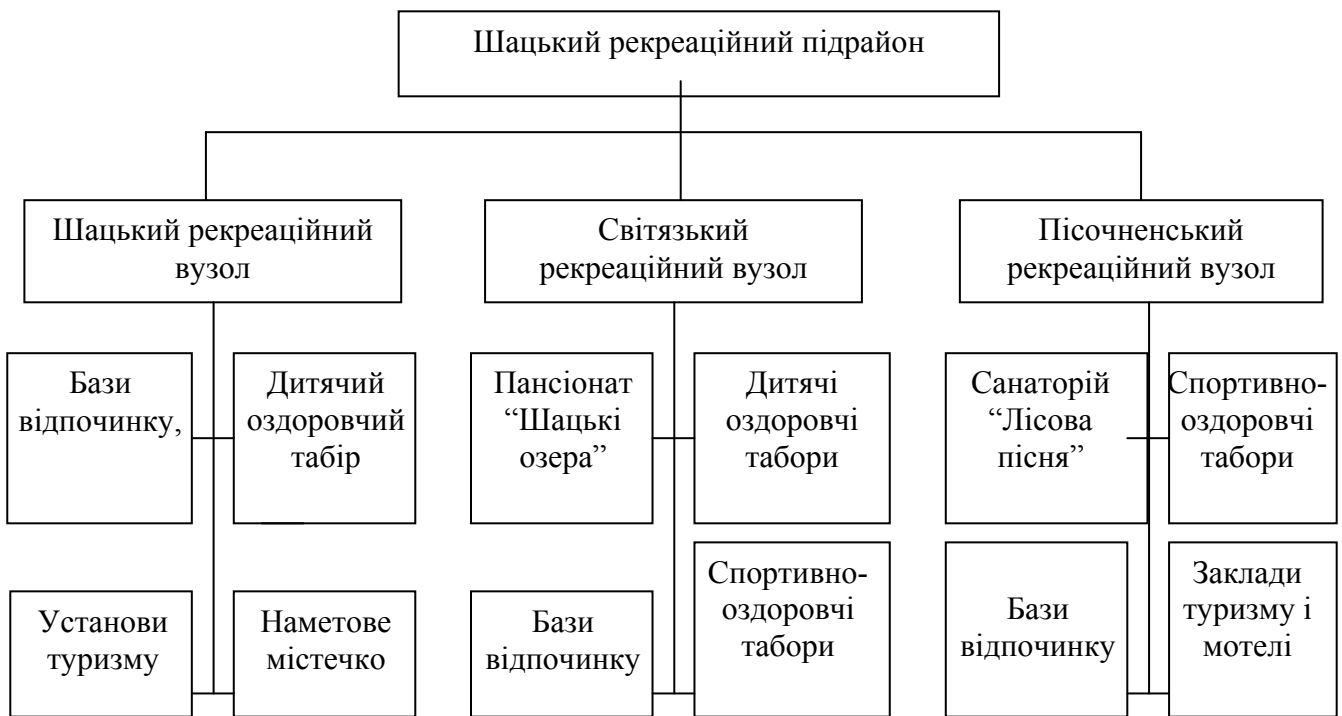 Шацький рекреаційний підрайон
Шацький рекреаційний
вузол
Світязький
рекреаційний вузол
Пісочненський
рекреаційний вузол
Бази
відпочинку,
Дитячий
оздоровчий
табір
Пансіонат
“Шацькі
озера”
Дитячі
оздоровчі
табори
Санаторій
“Лісова
пісня”
Спортивно-
оздоровчі
табори
Установи
туризму
Наметове
містечко
Бази
відпочинку
Спортивно-
оздоровчі
табори
Бази
відпочинку
Заклади
туризму і
мотелі